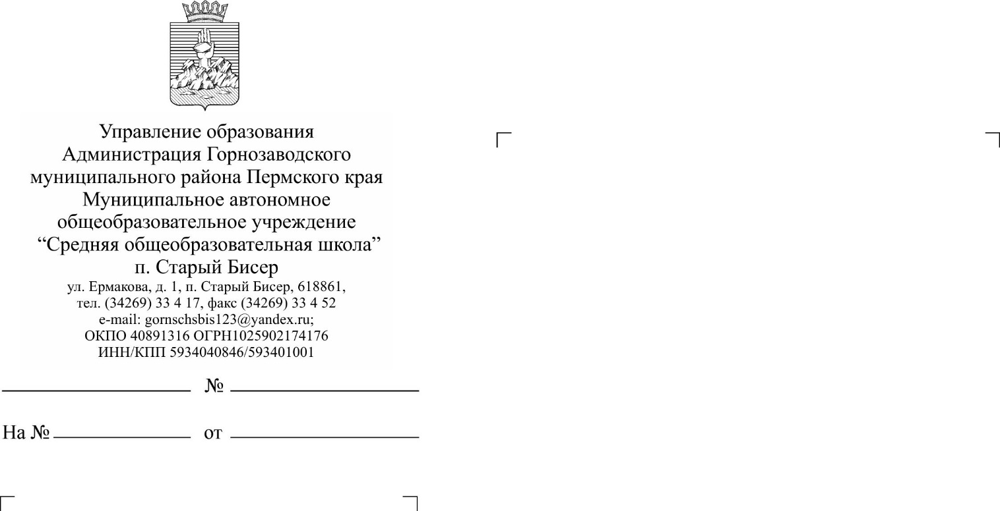 Управление образования
Администрация Горнозаводского
муниципального района Пермского края
Муниципальное автономное
общеобразовательное учреждение
“Средняя общеобразовательная школа”
п. Старый Бисер
ул. Ермакова, д. 1, п. Старый Бисер, 618861,
тел. (34269) 33 4 17, факс (34269) 33 4 52
e-mail: gornschsbis123@yandex.ru;
ОКПО 40891316 ОГРН1025902174176
ИНН/КПП 5934040846/593401001
№
На № от